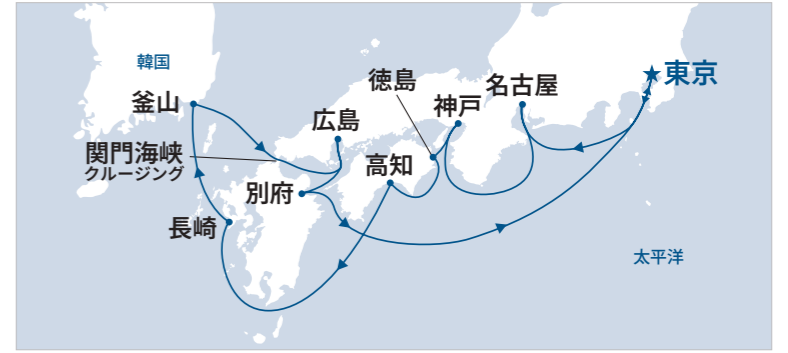 韓国
釜山
関門海峡
クルージング
長崎
別府
広島
高知
徳島
神戸
名古屋
東京
太平洋